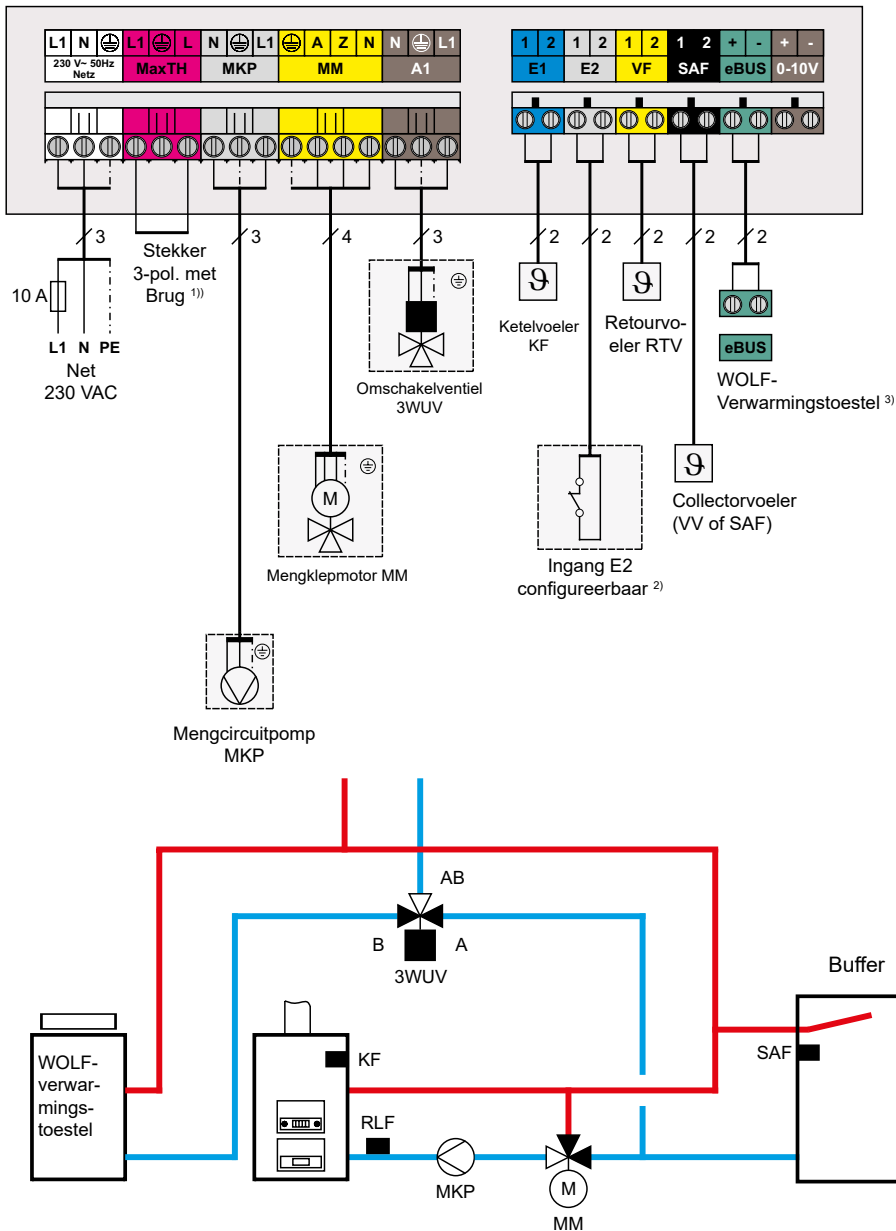 L1 N L1 L N L1 A Z N N L1
230 V~ 50Hz
Netz
MaxTH MKP MM A1
1 2 1 2 1 2 1 2 + - + -
E1 E2 VF SAF eBUS 0-10V
3
3
4
3
2
2
2
2
2
10 A
L1 N PE
Net
230 VAC
Stekker
3-pol. met
Brug 1))
Omschakelventiel
3WUV
ϑ
Ketelvoeler
KF
ϑ
Retourvo-
eler RTV
eBUS
WOLF-
Verwarmingstoestel 3)
M
Mengklepmotor MM
Ingang E2
configureerbaar 2)
ϑ
Collectorvoeler
(VV of SAF)
Mengcircuitpomp
MKP
AB
B A
3WUV
Buffer
WOLF-
verwar-
mings-
toestel
KF
SAF
RLF
MKP
M
MM